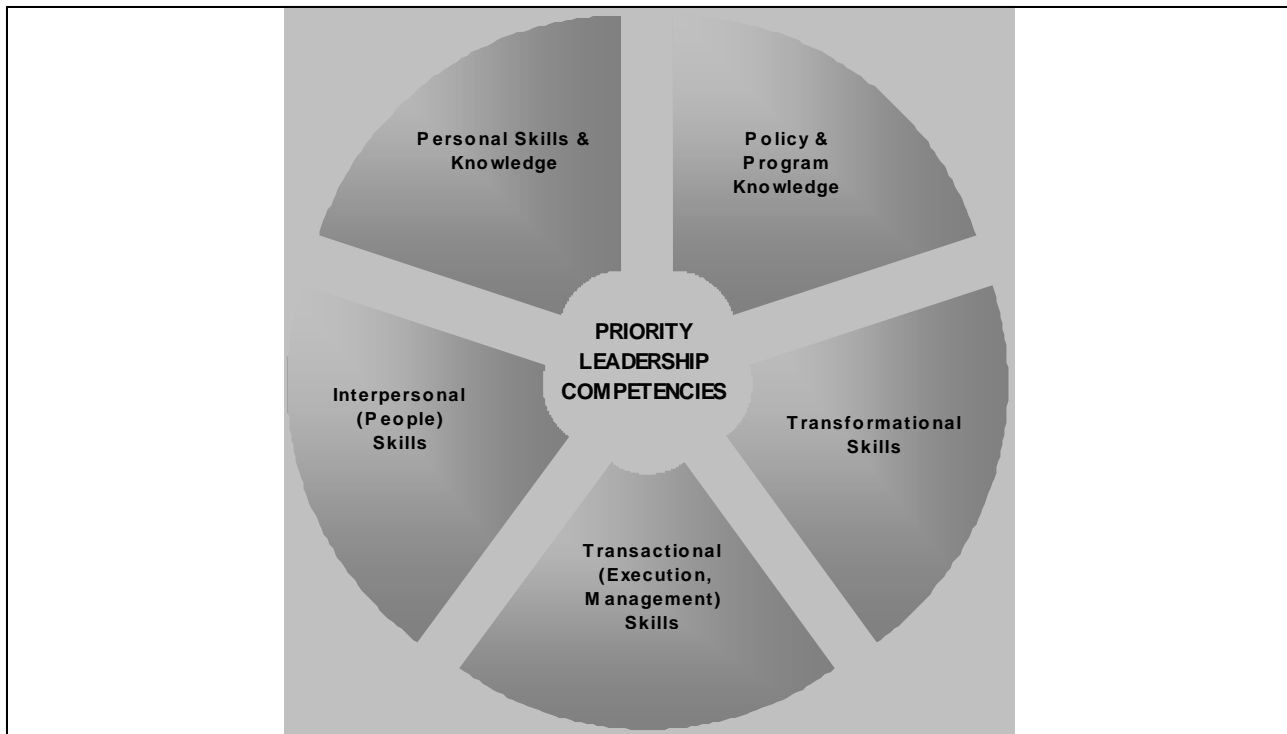 Personal Skills &
Knowledge
Policy &
Program
Knowledge
PRIORITY
LEADERSHIP
COMPETENCIES
Interpersonal
(People)
Skills
Transformational
Skills
Transactional
(Execution,
Management)
Skills